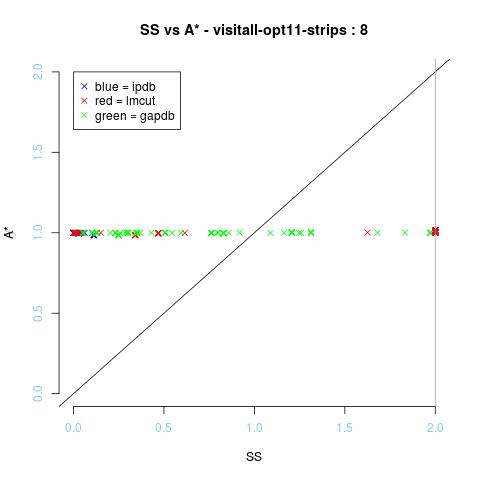 SS vs A* - visitall-opt11-strips : 8
2.0
blue = ipdb
red = lmcut
green = gapdb
1.5
A*
1.0
0.5
0.0
0.0 0.5 1.0 1.5 2.0
SS